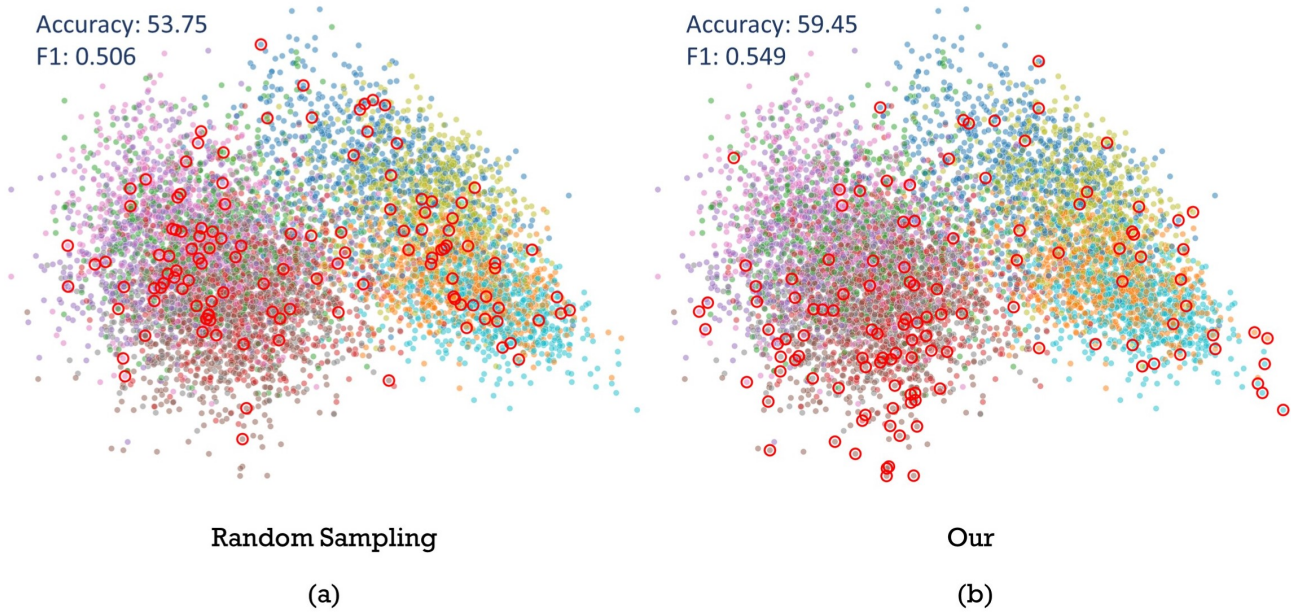 Accuracy: 53.75
F1: 0.506
Accuracy: 59.45
F1: 0.549
Random Sampling
Our
(a)
(b)